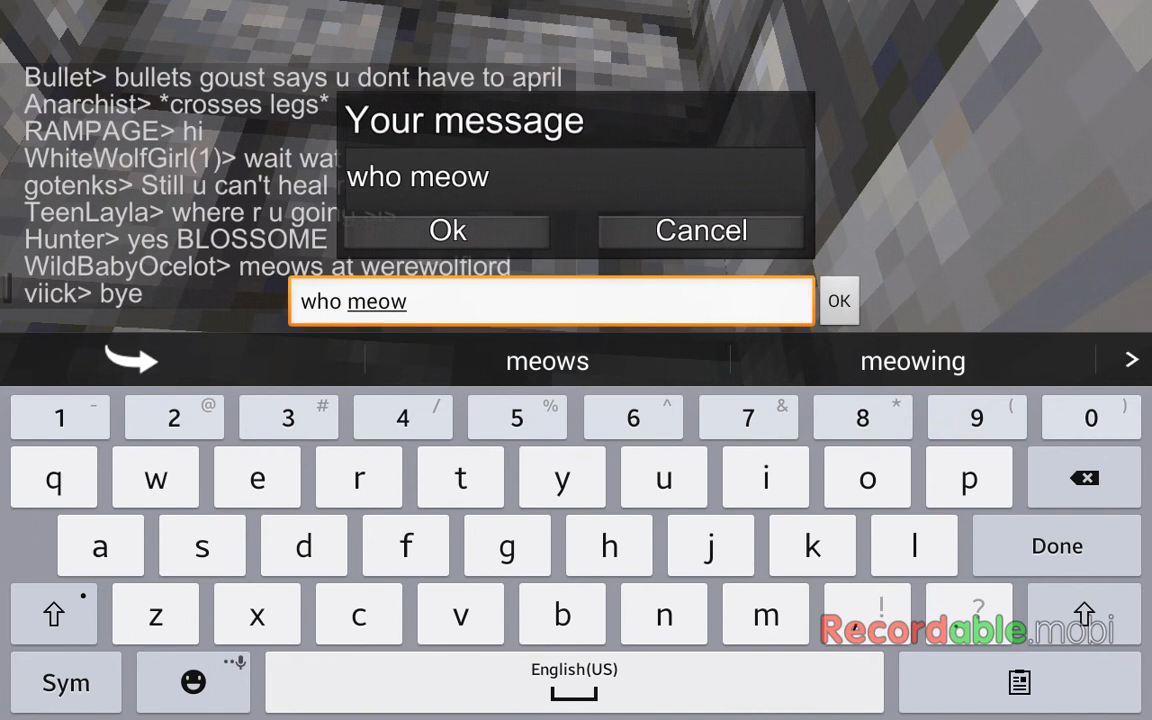 Bullet> bullets goust says u dont have to april
Anarchist> *crosses legs*
RAMPAGE> hi
WhiteWolfGirl(1)> wait wat
gotenks> Still u can't heal
TeenLayla> where r u going sis
Hunter> yes BLOSSOME
WildBabyOcelot> meows at werewolflord
viick> bye
Your message
who meow
Ok Cancel
who meow OK
meows meowing >
1 - 2 @ 3 # 4 / 5 % 6 ^ 7 & 8 * 9 ( 0 )
q w e r t y u i o p
a s d f g h j k l Done
z x c v b n m , ! . ?
Recordable.mobi
Sym English(US)